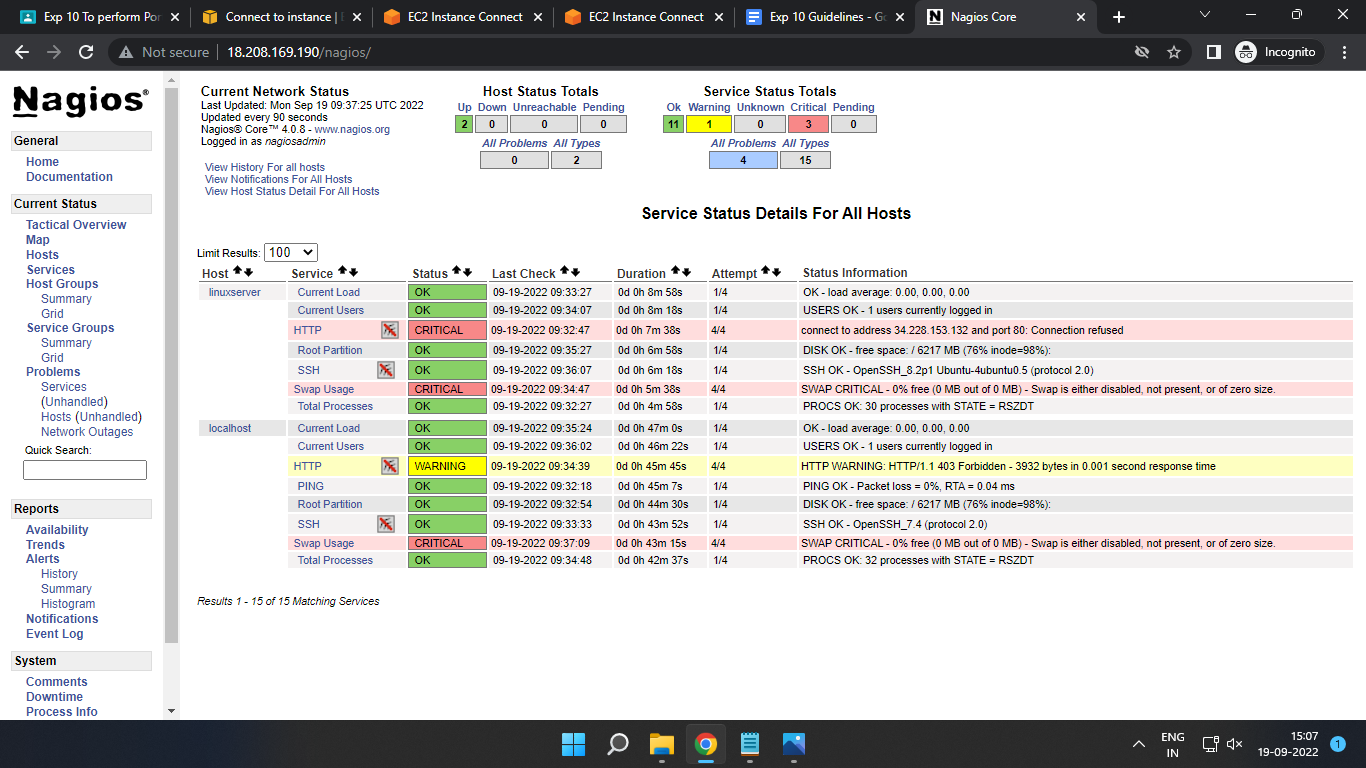 Exp 10 To perform Por
Connect to instance | 
EC2 Instance Connect
EC2 Instance Connect
Exp 10 Guidelines - Go
Nagios Core
Not secure
18.208.169.190/nagios/
Incognito
Nagios®
General
Home
Documentation
Current Status
Tactical Overview
Map
Hosts
Services
Host Groups
Summary
Grid
Service Groups
Summary
Grid
Problems
Services
(Unhandled)
Hosts (Unhandled)
Network Outages
Quick Search:
Reports
Availability
Trends
Alerts
History
Summary
Histogram
Notifications
Event Log
System
Comments
Downtime
Process Info
Current Network Status
Last Updated: Mon Sep 19 09:37:25 UTC 2022
Updated every 90 seconds
Nagios® Core™ 4.0.8 - www.nagios.org
Logged in as nagiosadmin
View History For all hosts
View Notifications For All Hosts
View Host Status Detail For All Hosts
Host Status Totals
Up Down Unreachable Pending
2 0 0 0
All Problems All Types
0 2
Service Status Totals
Ok Warning Unknown Critical Pending
11 1 0 3 0
All Problems All Types
4 15
Service Status Details For All Hosts
Limit Results: 100
Host Service Status Last Check Duration Attempt Status Information
linuxserver Current Load OK 09-19-2022 09:33:27 0d 0h 8m 58s 1/4 OK - load average: 0.00, 0.00, 0.00
Current Users OK 09-19-2022 09:34:07 0d 0h 8m 18s 1/4 USERS OK - 1 users currently logged in
HTTP CRITICAL 09-19-2022 09:32:47 0d 0h 7m 38s 4/4 connect to address 34.228.153.132 and port 80: Connection refused
Root Partition OK 09-19-2022 09:35:27 0d 0h 6m 58s 1/4 DISK OK - free space: / 6217 MB (76% inode=98%):
SSH OK 09-19-2022 09:36:07 0d 0h 6m 18s 1/4 SSH OK - OpenSSH_8.2p1 Ubuntu-4ubuntu0.5 (protocol 2.0)
Swap Usage CRITICAL 09-19-2022 09:34:47 0d 0h 5m 38s 4/4 SWAP CRITICAL - 0% free (0 MB out of 0 MB) - Swap is either disabled, not present, or of zero size.
Total Processes OK 09-19-2022 09:32:27 0d 0h 4m 58s 1/4 PROCS OK: 30 processes with STATE = RSZDT
localhost Current Load OK 09-19-2022 09:35:24 0d 0h 47m 0s 1/4 OK - load average: 0.00, 0.00, 0.00
Current Users OK 09-19-2022 09:36:02 0d 0h 46m 22s 1/4 USERS OK - 1 users currently logged in
HTTP WARNING 09-19-2022 09:34:39 0d 0h 45m 45s 4/4 HTTP WARNING: HTTP/1.1 403 Forbidden - 3932 bytes in 0.001 second response time
PING OK 09-19-2022 09:32:18 0d 0h 45m 7s 1/4 PING OK - Packet loss = 0%, RTA = 0.04 ms
Root Partition OK 09-19-2022 09:32:54 0d 0h 44m 30s 1/4 DISK OK - free space: / 6217 MB (76% inode=98%):
SSH OK 09-19-2022 09:33:33 0d 0h 43m 52s 1/4 SSH OK - OpenSSH_7.4 (protocol 2.0)
Swap Usage CRITICAL 09-19-2022 09:37:09 0d 0h 43m 15s 4/4 SWAP CRITICAL - 0% free (0 MB out of 0 MB) - Swap is either disabled, not present, or of zero size.
Total Processes OK 09-19-2022 09:34:48 0d 0h 42m 37s 1/4 PROCS OK: 32 processes with STATE = RSZDT
Results 1 - 15 of 15 Matching Services
ENG
IN
15:07
19-09-2022
1